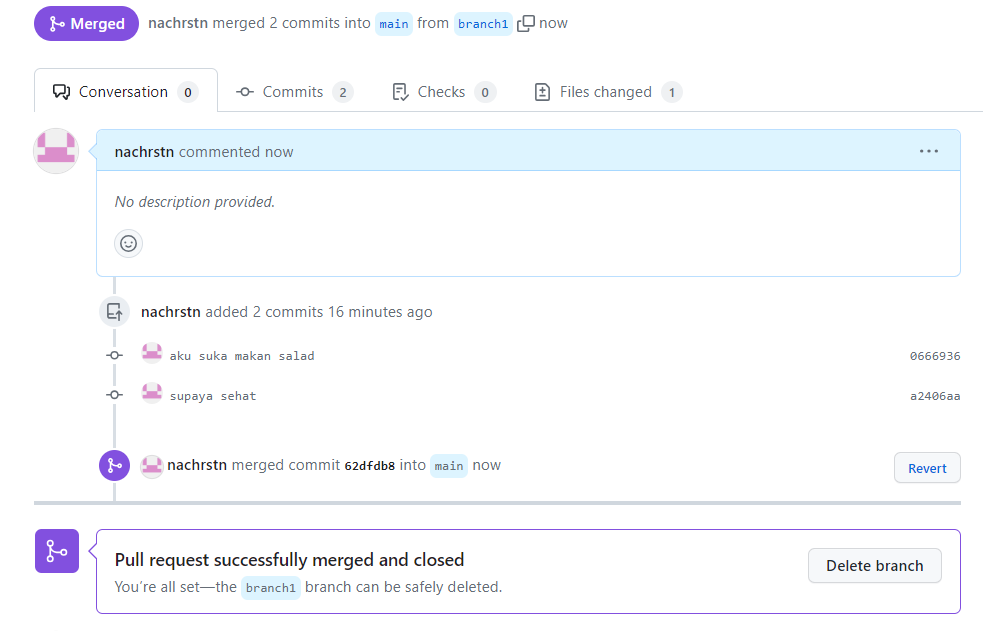 Merged nachrstn merged 2 commits into main from branch1 now
Conversation 0 Commits 2 Checks 0 Files changed 1
nachrstn commented now
No description provided.
nachrstn added 2 commits 16 minutes ago
aku suka makan salad 0666936
supaya sehat a2406aa
nachrstn merged commit 62dfdb8 into main now Revert
Pull request successfully merged and closed
You’re all set—the branch1 branch can be safely deleted.
Delete branch